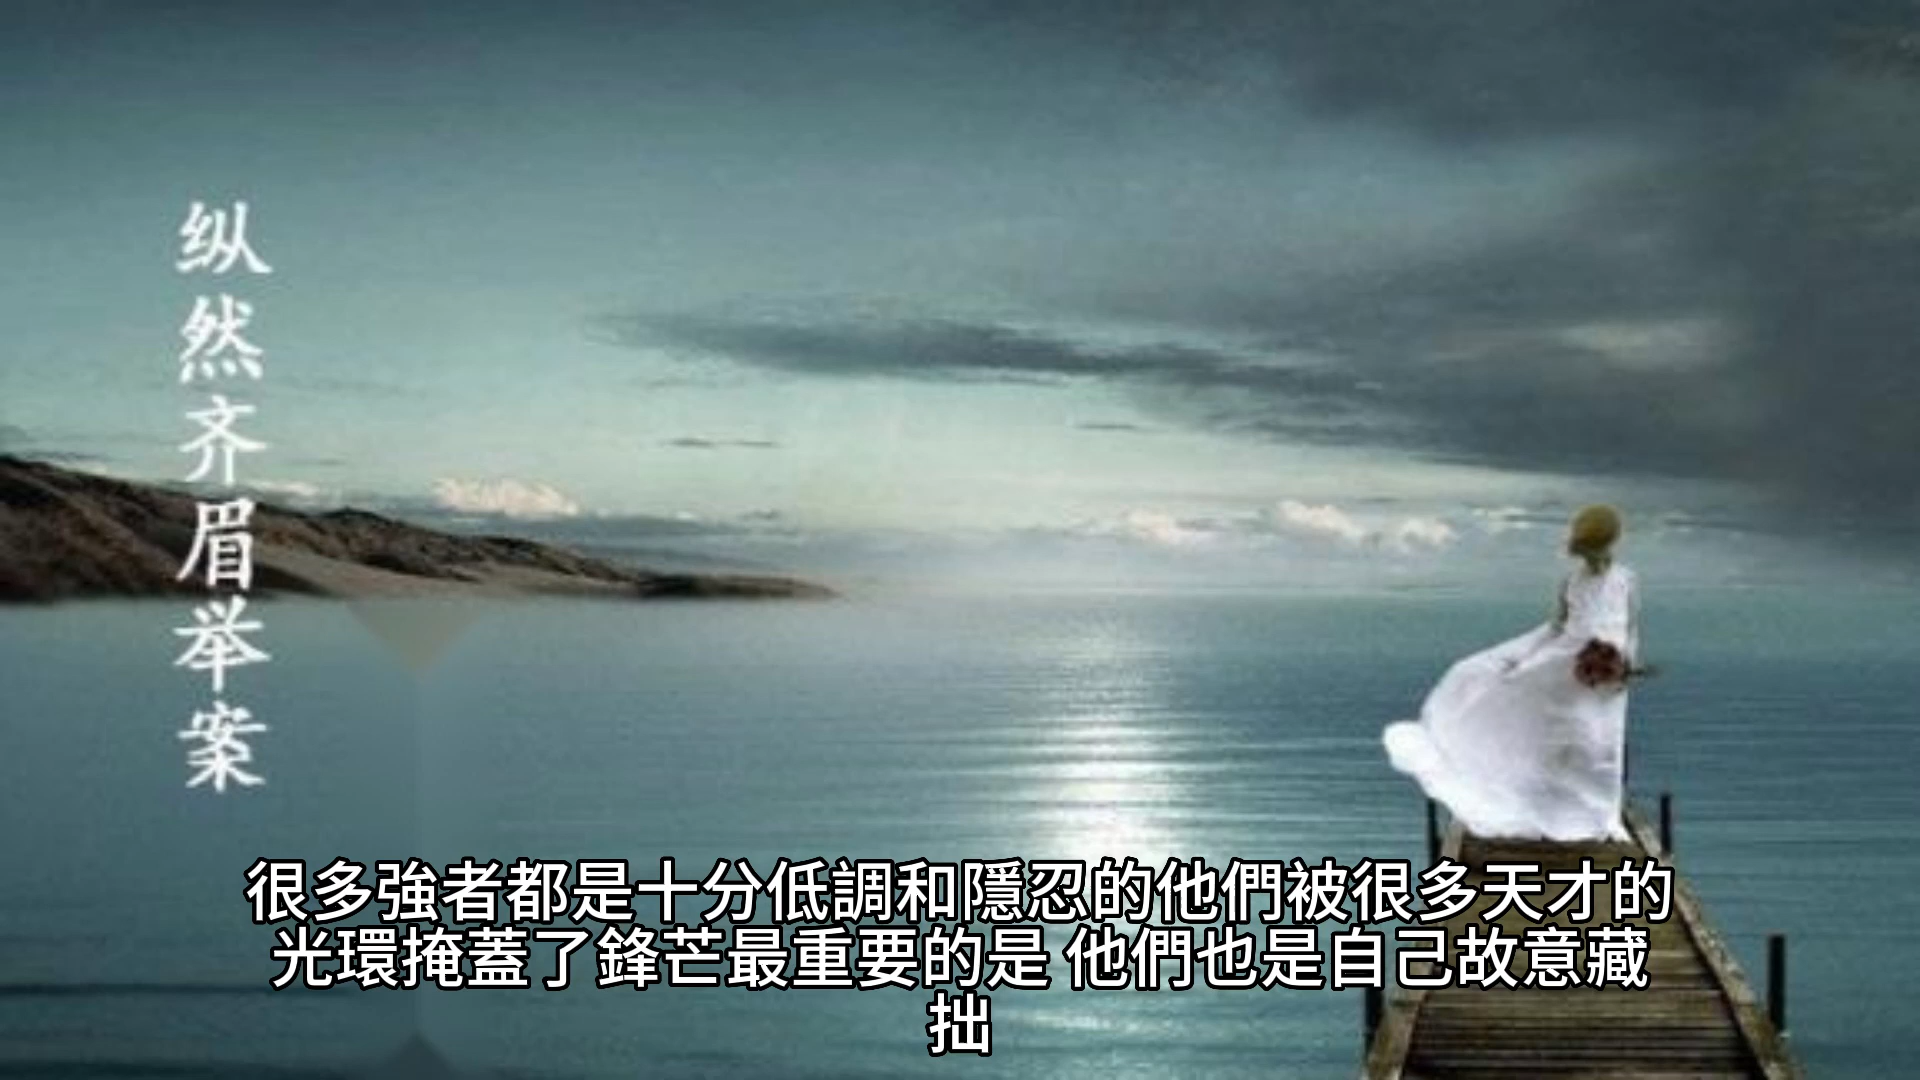 纵然齐眉举案
很多強者都是十分低調和隱忍的他們被很多天才的
光環掩蓋了鋒芒最重要的是 他們也是自己故意藏
拙